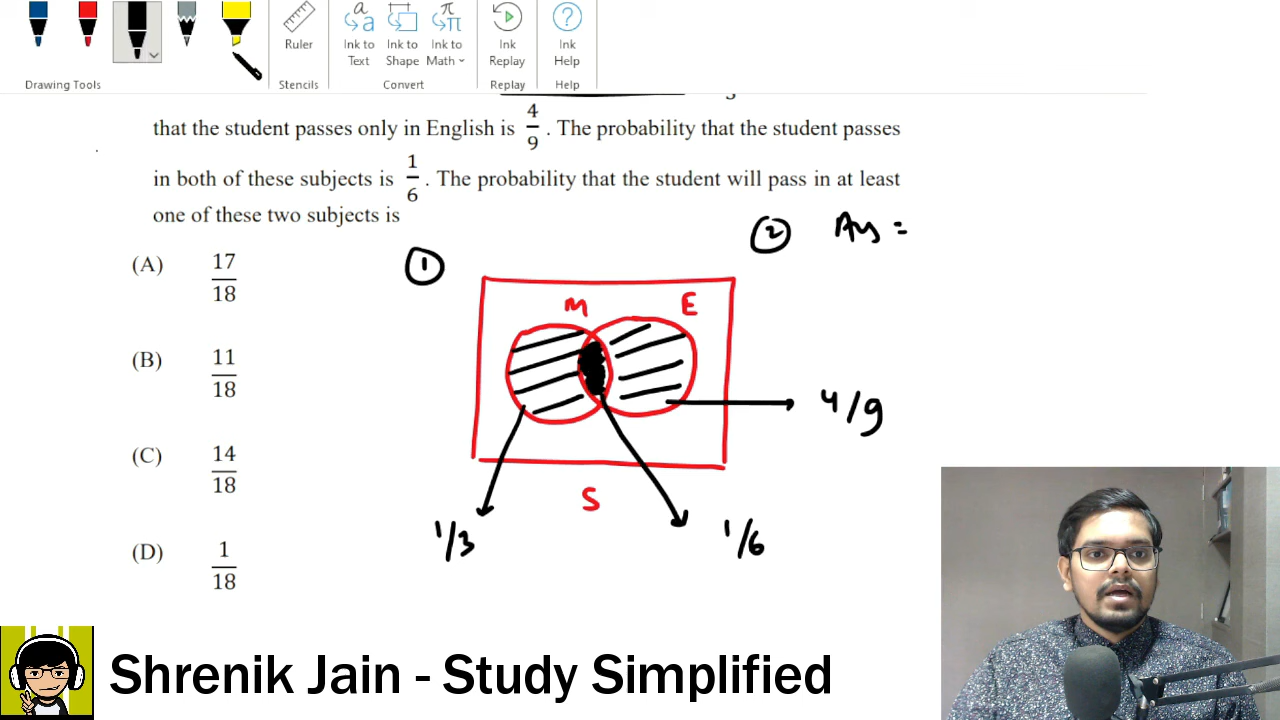 Ruler
Ink to
Text
Ink to
Shape
Ink to
Math
Ink
Replay
Ink
Help
Drawing Tools
Stencils
Convert
Replay
Help
that the student passes only in English is 4/9 . The probability that the student passes
in both of these subjects is 1/6 . The probability that the student will pass in at least
one of these two subjects is
② Ans =
(A) 17/18
①
M E
(B) 11/18
4/9
(C) 14/18
S
1/3 1/6
(D) 1/18
Shrenik Jain - Study Simplified